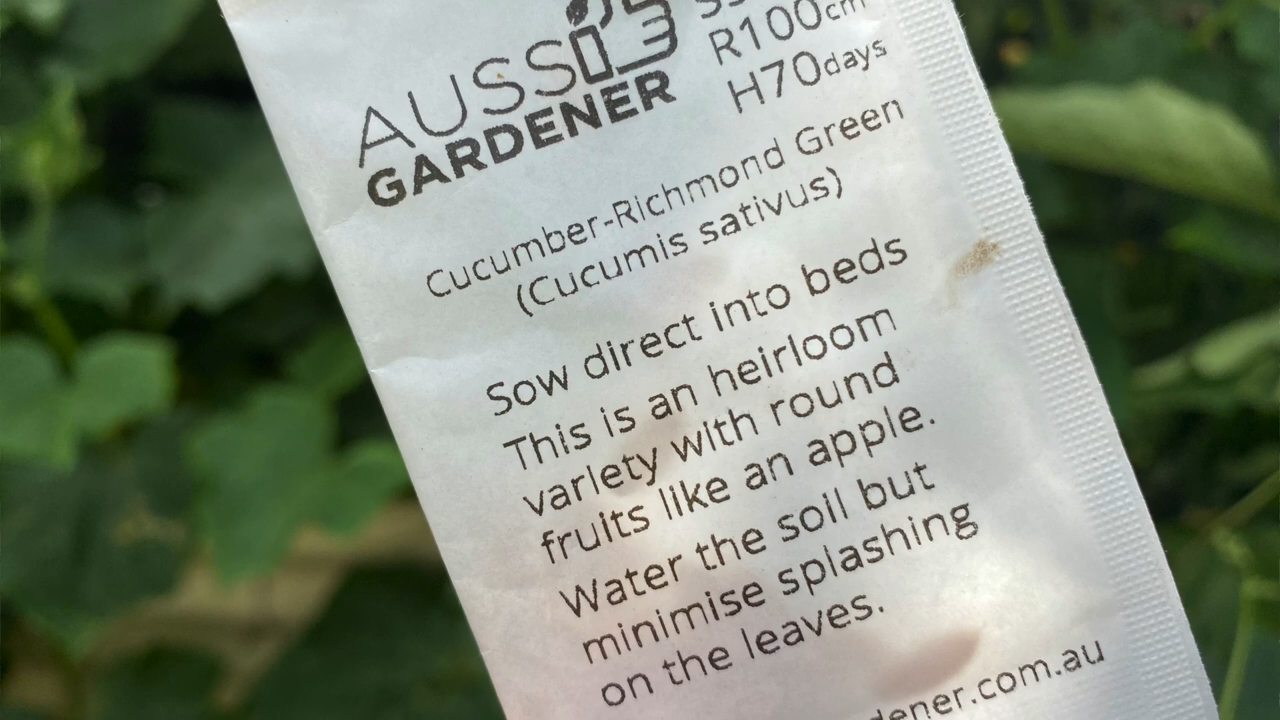 AUSSiE
GARDENER
R100cm
H70days
Cucumber-Richmond Green
(Cucumis sativus)
Sow direct into beds
This is an heirloom
variety with round
fruits like an apple.
Water the soil but
minimise splashing
on the leaves.
dener.com.au